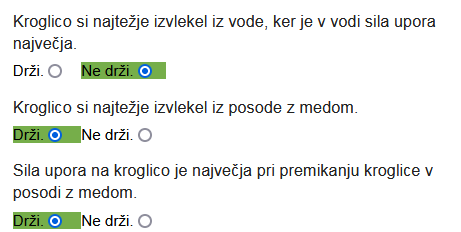 Kroglico si najtežje izvlekel iz vode, ker je v vodi sila upora
največja.
Drži. Ne drži.
Kroglico si najtežje izvlekel iz posode z medom.
Drži. Ne drži.
Sila upora na kroglico je največja pri premikanju kroglice v
posodi z medom.
Drži. Ne drži.